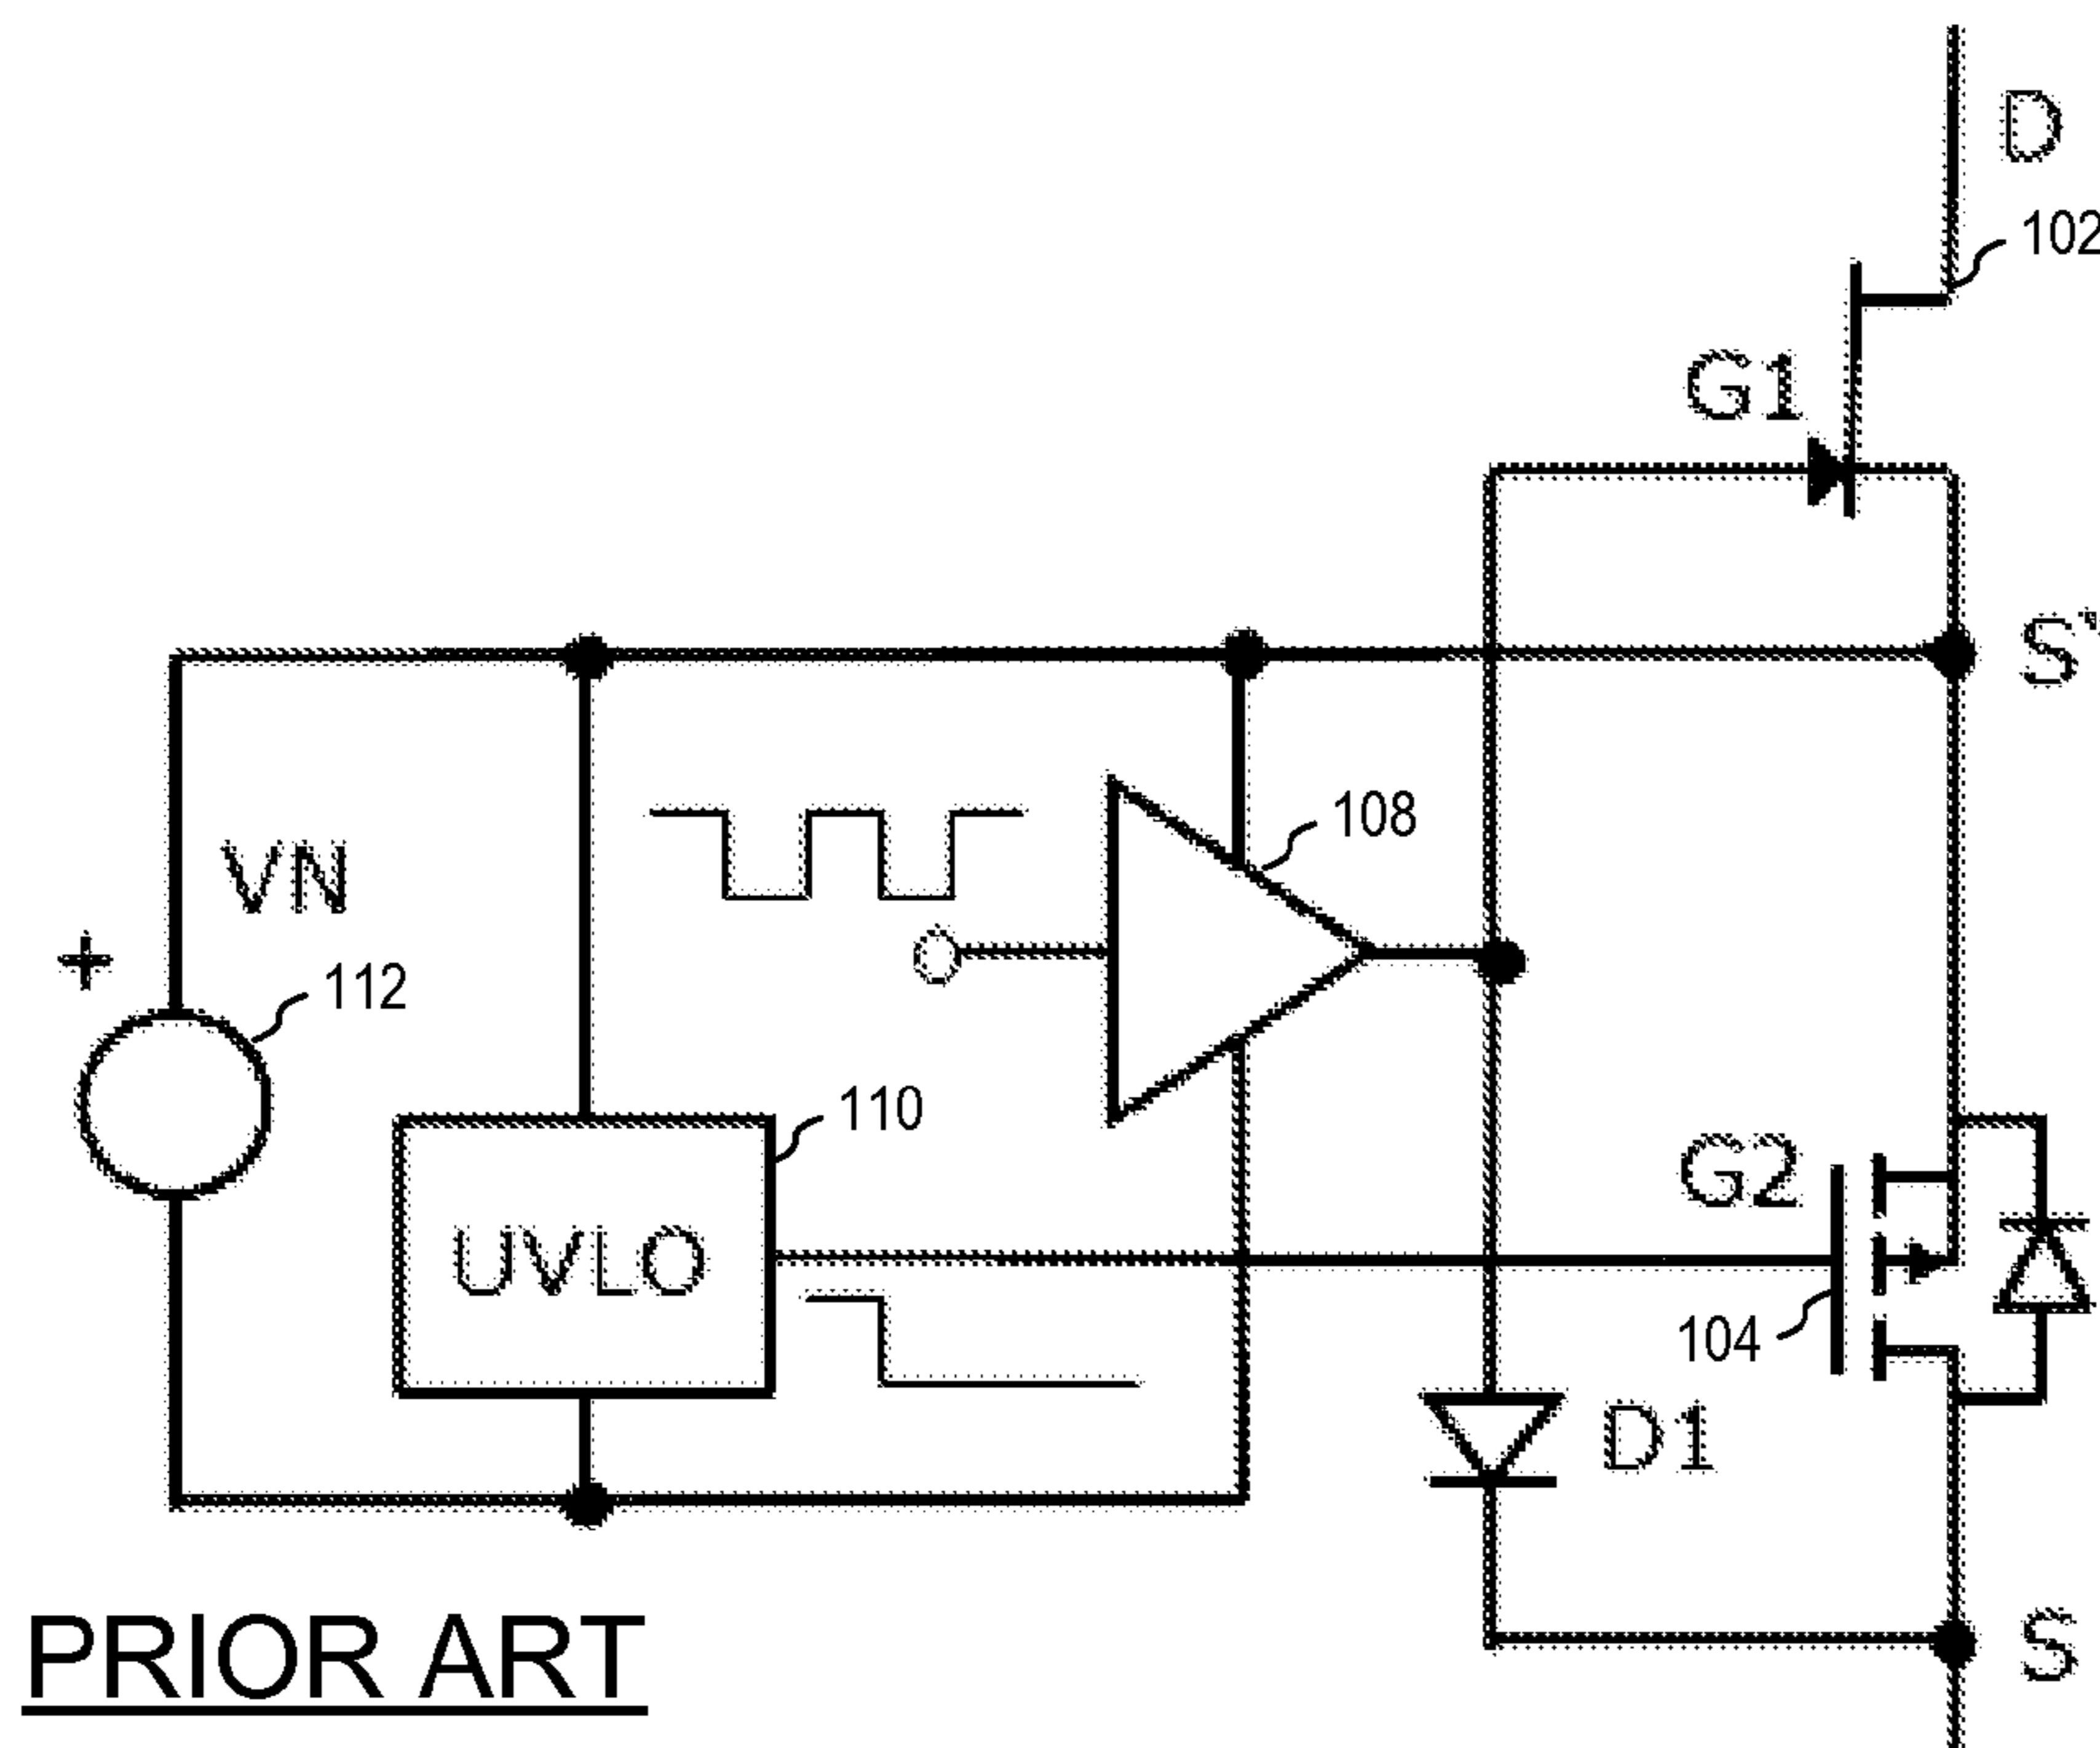 D
102
G1
S'
108
VN
+
112
110
G2
UVLO
104
D1
PRIOR ART
S